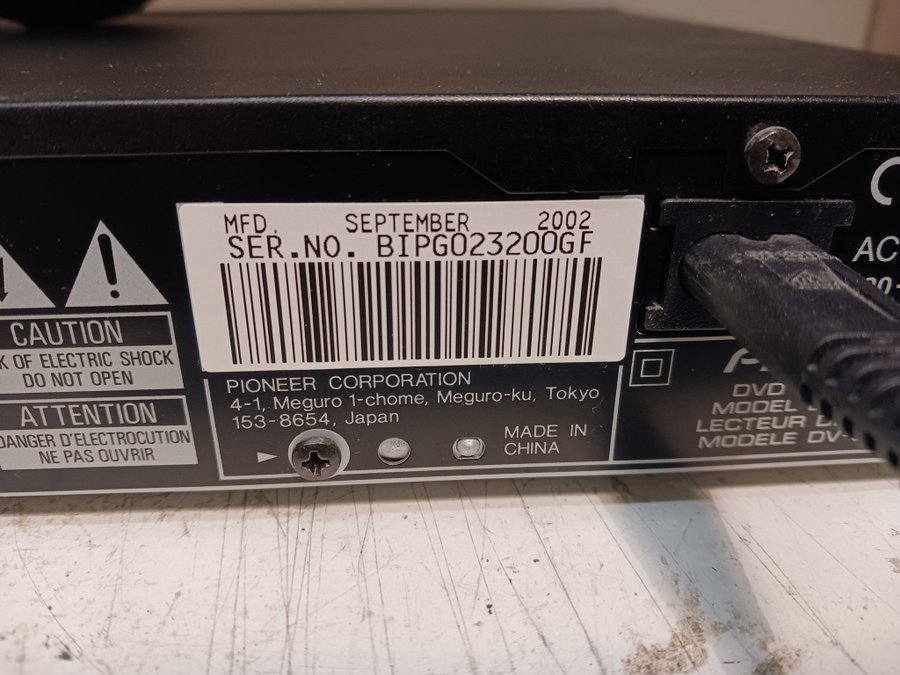 MFD. SEPTEMBER 2002
SER.NO. BIPG023200GF
CAUTION
OF ELECTRIC SHOCK
DO NOT OPEN
ATTENTION
DANGER D'ELECTROCUTION
NE PAS OUVRIR
PIONEER CORPORATION
4-1, Meguro 1-chome, Meguro-ku, Tokyo
153-8654, Japan
MADE IN
CHINA
AC
DVD
MODEL
LECTEUR
MODELE DV-